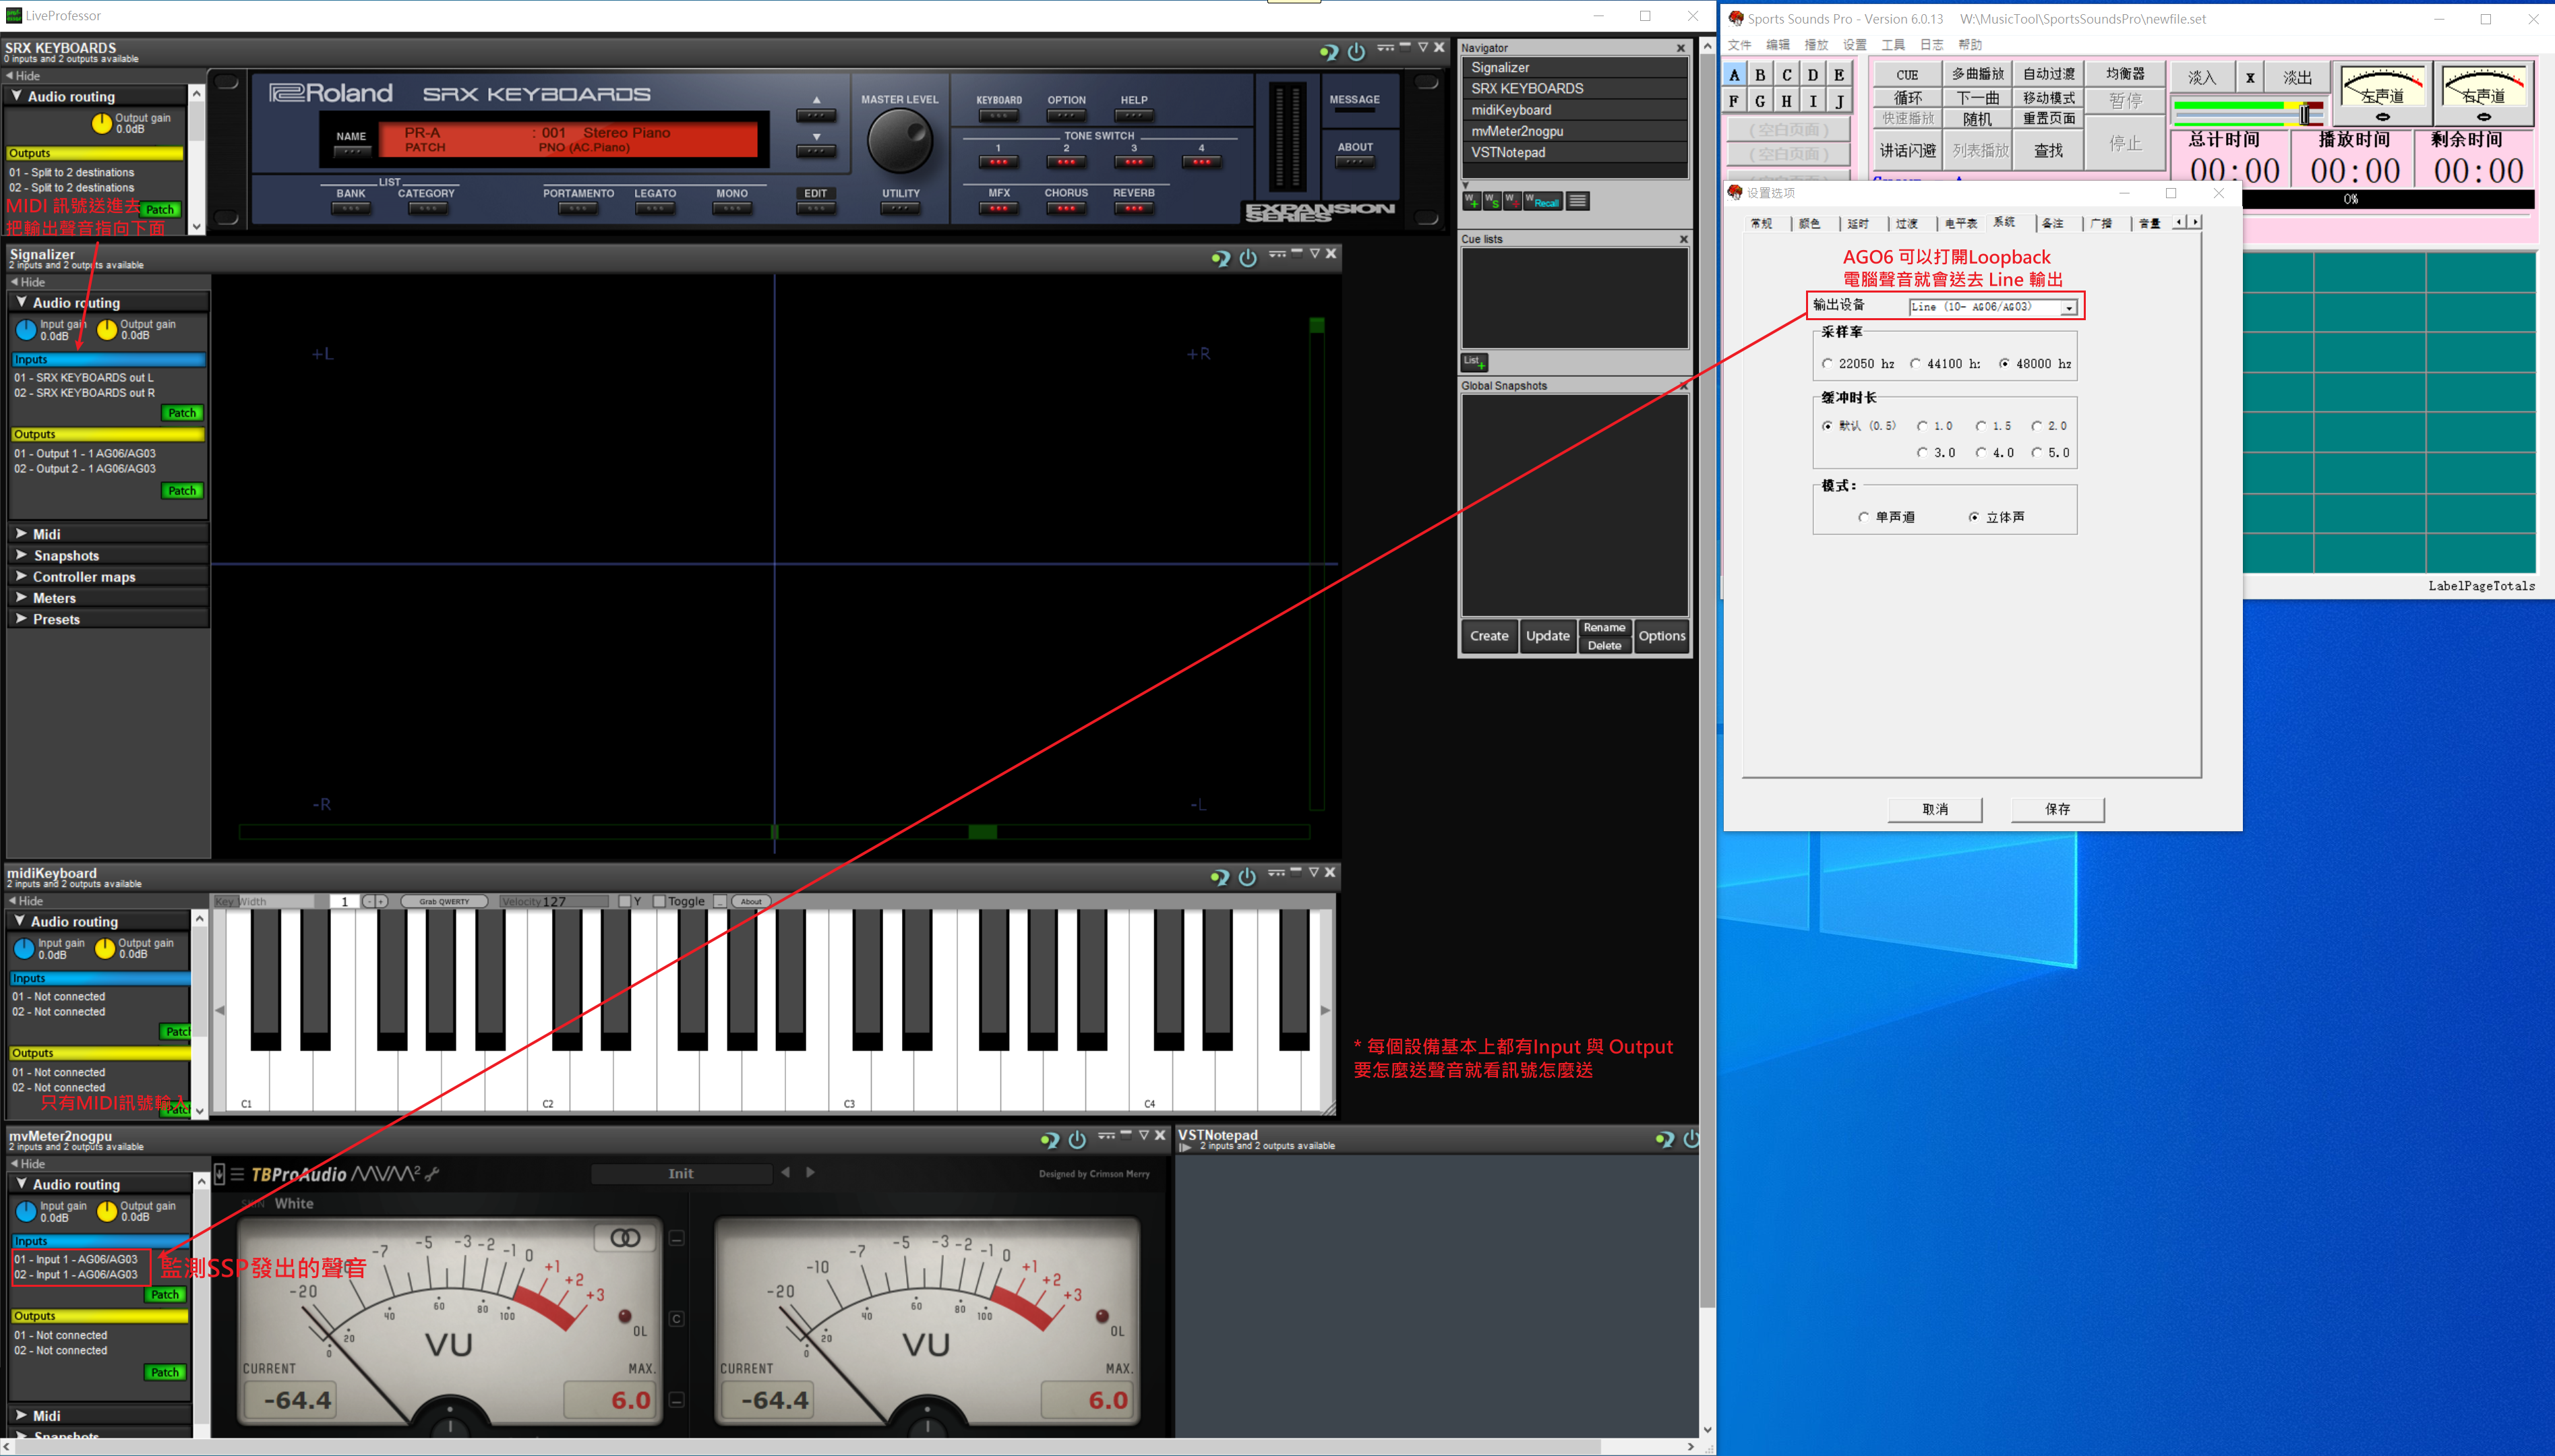 LiveProfessor
SRX KEYBOARDS
0 inputs and 2 outputs available
Hide
Audio routing
Output gain
0.0dB
Outputs
01 - Split to 2 destinations
02 - Split to 2 destinations
MIDI 訊號送進去
Patch
把輸出聲音指向下面
Roland SRX KEYBOARDS
NAME
PR-A : 001 Stereo Piano
PATCH PNO (AC.Piano)
LIST
BANK CATEGORY
PORTAMENTO LEGATO MONO
EDIT
MASTER LEVEL
UTILITY
KEYBOARD OPTION HELP
TONE SWITCH
1 2 3 4
MFX CHORUS REVERB
MESSAGE
ABOUT
EXPANSION
SERIES
Signalizer
2 inputs and 2 outputs available
Hide
Audio routing
Input gain
0.0dB
Output gain
0.0dB
Inputs
01 - SRX KEYBOARDS out L
02 - SRX KEYBOARDS out R
Patch
Outputs
01 - Output 1 - 1 AG06/AG03
02 - Output 2 - 1 AG06/AG03
Patch
Midi
Snapshots
Controller maps
Meters
Presets
+L
+R
-R
-L
midiKeyboard
2 inputs and 2 outputs available
Hide
Audio routing
Input gain
0.0dB
Output gain
0.0dB
Inputs
01 - Not connected
02 - Not connected
Patch
Outputs
01 - Not connected
02 - Not connected
只有MIDI訊號輸入
Patch
Key Width 1 - + Grab QWERTY Velocity 127 Y Toggle _ About
C1 C2 C3 C4
* 每個設備基本上都有Input 與 Output
要怎麼送聲音就看訊號怎麼送
mvMeter2nogpu
2 inputs and 2 outputs available
Hide
Audio routing
Input gain
0.0dB
Output gain
0.0dB
Inputs
01 - Input 1 - AG06/AG03
02 - Input 1 - AG06/AG03
監測SSP發出的聲音
Patch
Outputs
01 - Not connected
02 - Not connected
Patch
Midi
Snapshots
TBProAudio MVM2
Init
Designed by Crimson Merry
SKIN White
-20 -10 -7 -5 -3 -2 -1 0 +1 +2 +3
0 20 40 60 80 100
VU
OL
CURRENT
-64.4
MAX.
6.0
C
-20 -10 -7 -5 -3 -2 -1 0 +1 +2 +3
0 20 40 60 80 100
VU
OL
CURRENT
-64.4
MAX.
6.0
VSTNotepad
2 inputs and 2 outputs available
Navigator
Signalizer
SRX KEYBOARDS
midiKeyboard
mvMeter2nogpu
VSTNotepad
W+ WS W WRecall
Cue lists
List+
Global Snapshots
Create Update Rename Delete Options
Sports Sounds Pro - Version 6.0.13 W:\MusicTool\SportsSoundsPro\newfile.set
文件 编辑 播放 设置 工具 日志 帮助
A B C D E
F G H I J
(空白页面)
(空白页面)
CUE 多曲播放 自动过渡 均衡器
循环 下一曲 移动模式 暂停
快速播放 随机 重置页面
讲话闪避 列表播放 查找 停止
淡入 x 淡出
左声道 右声道
总计时间 播放时间 剩余时间
00:00 00:00 00:00
0%
LabelPageTotals
设置选项
常规 颜色 延时 过渡 电平表 系统 备注 广播 音量
AGO6 可以打開Loopback
電腦聲音就會送去 Line 輸出
输出设备 Line (10- AG06/AG03)
采样率
22050 hz 44100 hz 48000 hz
缓冲时长
默认 (0.5) 1.0 1.5 2.0
3.0 4.0 5.0
模式:
单声道 立体声
取消 保存